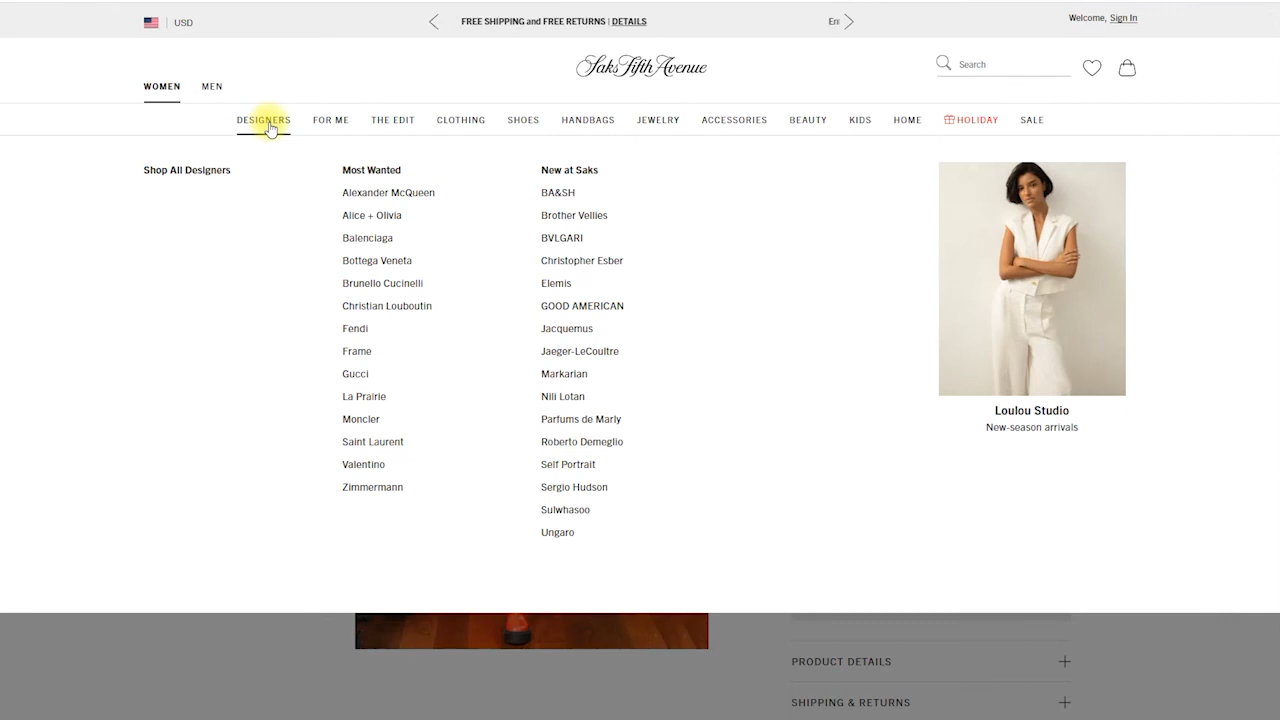 USD
FREE SHIPPING and FREE RETURNS | DETAILS
Welcome, Sign In
Saks Fifth Avenue
Search
WOMEN
MEN
DESIGNERS
FOR ME
THE EDIT
CLOTHING
SHOES
HANDBAGS
JEWELRY
ACCESSORIES
BEAUTY
KIDS
HOME
HOLIDAY
SALE
Shop All Designers
Most Wanted
Alexander McQueen
Alice + Olivia
Balenciaga
Bottega Veneta
Brunello Cucinelli
Christian Louboutin
Fendi
Frame
Gucci
La Prairie
Moncler
Saint Laurent
Valentino
Zimmermann
New at Saks
BA&SH
Brother Vellies
BVLGARI
Christopher Esber
Elemis
GOOD AMERICAN
Jacquemus
Jaeger-LeCoultre
Markarian
Nili Lotan
Parfums de Marly
Roberto Demeglio
Self Portrait
Sergio Hudson
Sulwhasoo
Ungaro
Loulou Studio
New-season arrivals
PRODUCT DETAILS
SHIPPING & RETURNS